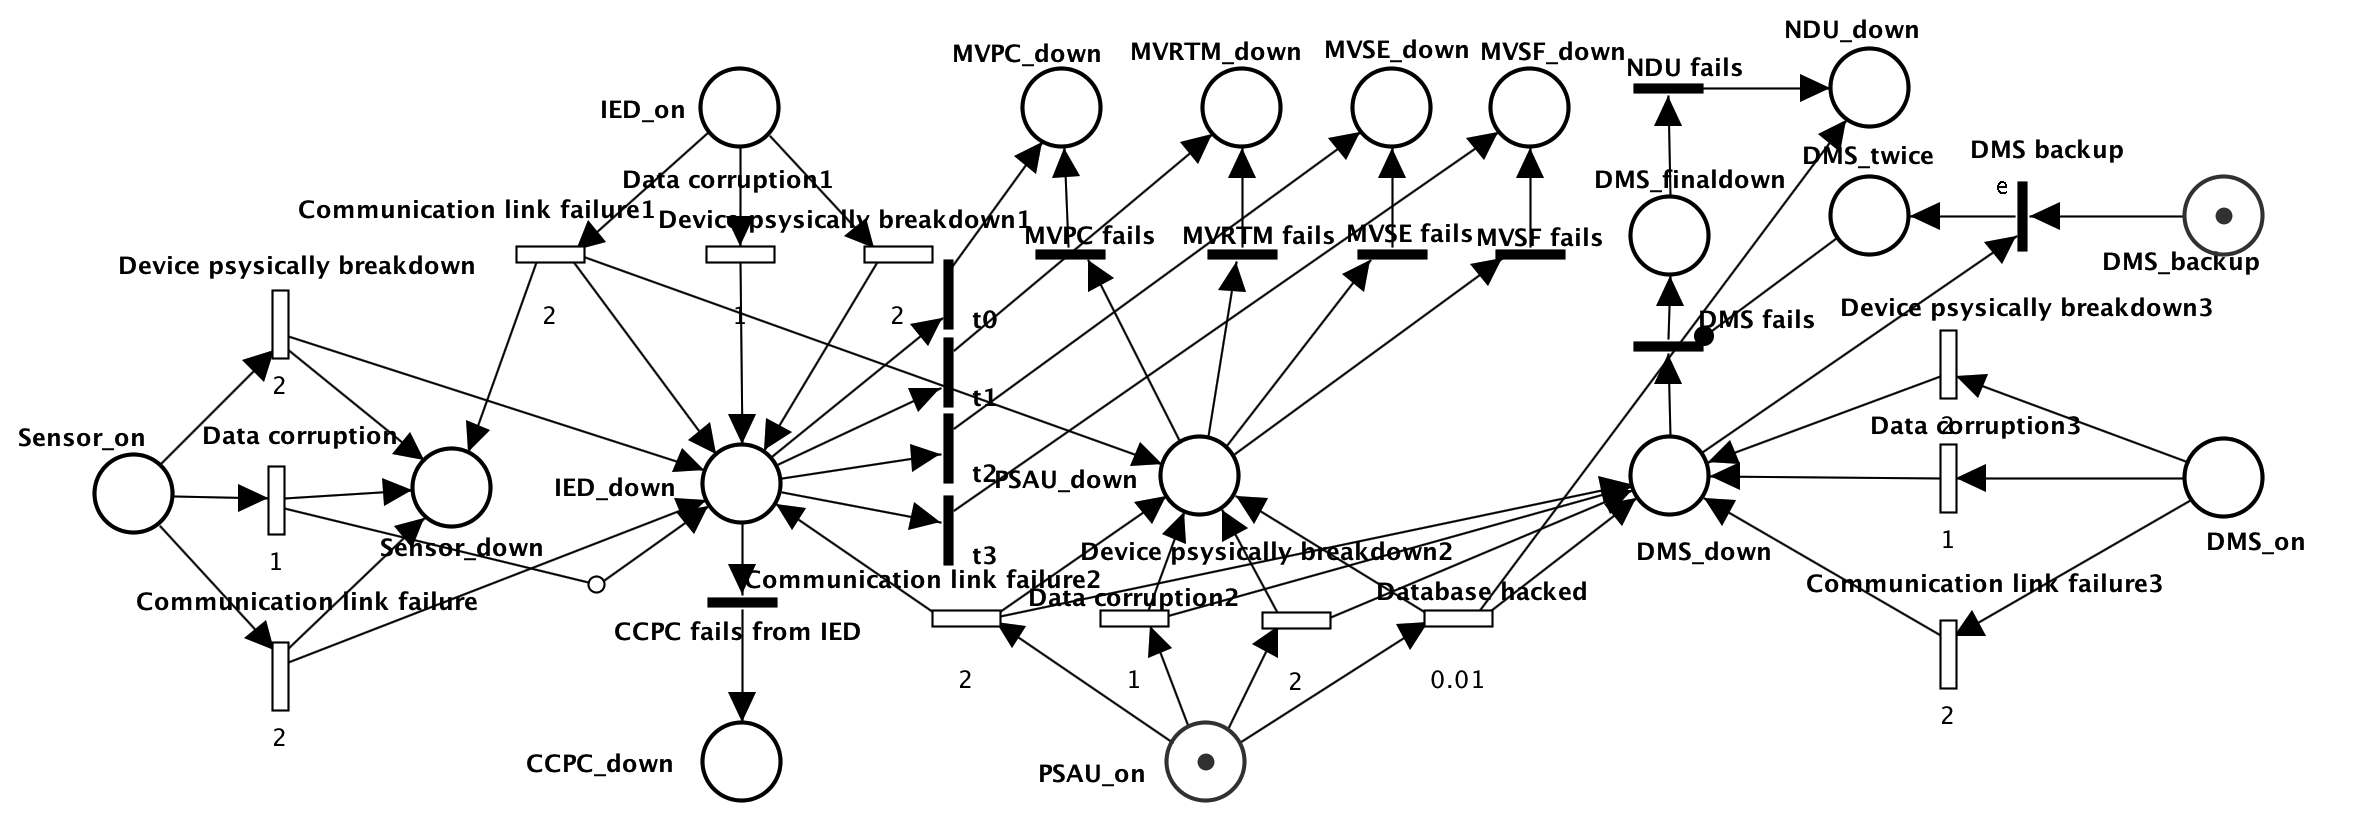 NDU_down
MVPC_down
MVRTM_down
MVSE_down
MVSF_down
NDU fails
IED_on
DMS_twice
DMS backup
Data corruption1
DMS_finaldown
e
Communication link failure1
Device psysically breakdown1
MVPC fails
MVRTM fails
MVSE fails
MVSF fails
DMS_backup
Device psysically breakdown
2
1
2
t0
DMS fails
Device psysically breakdown3
2
t1
Sensor_on
Data corruption
2
Data corruption3
t2
IED_down
PSAU_down
1
Sensor_down
t3
Device psysically breakdown2
DMS_down
1
DMS_on
Communication link failure2
Communication link failure3
Communication link failure
Data corruption2
Database hacked
CCPC fails from IED
2
1
2
0.01
2
2
CCPC_down
PSAU_on